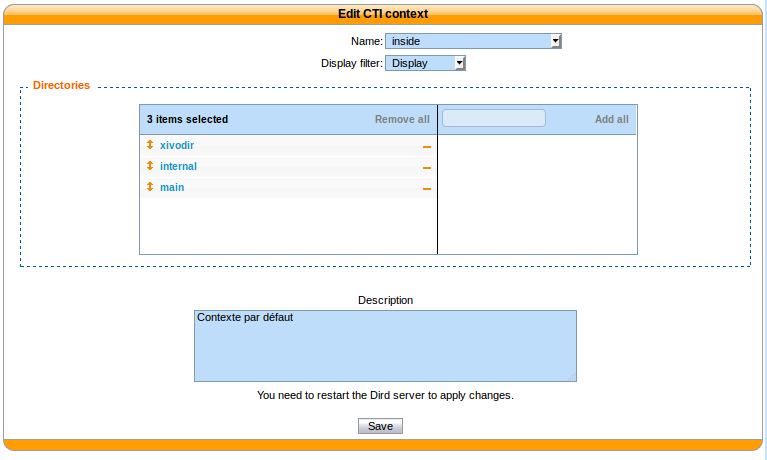 Edit CTI context
Name: inside
Display filter: Display
Directories
3 items selected Remove all Add all
xivodir
internal
main
Description
Contexte par défaut
You need to restart the Dird server to apply changes.
Save